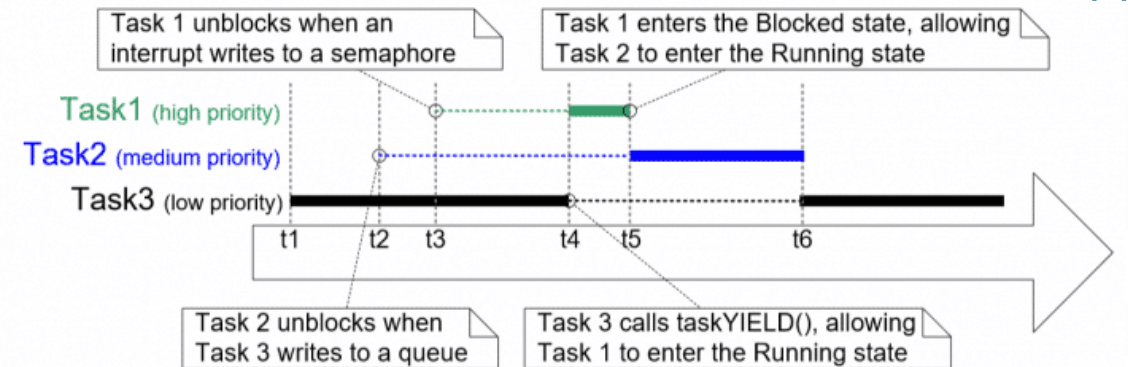 Task 1 unblocks when an
interrupt writes to a semaphore
Task 1 enters the Blocked state, allowing
Task 2 to enter the Running state
Task1 (high priority)
Task2 (medium priority)
Task3 (low priority)
t1 t2 t3 t4 t5 t6
Task 2 unblocks when
Task 3 writes to a queue
Task 3 calls taskYIELD(), allowing
Task 1 to enter the Running state